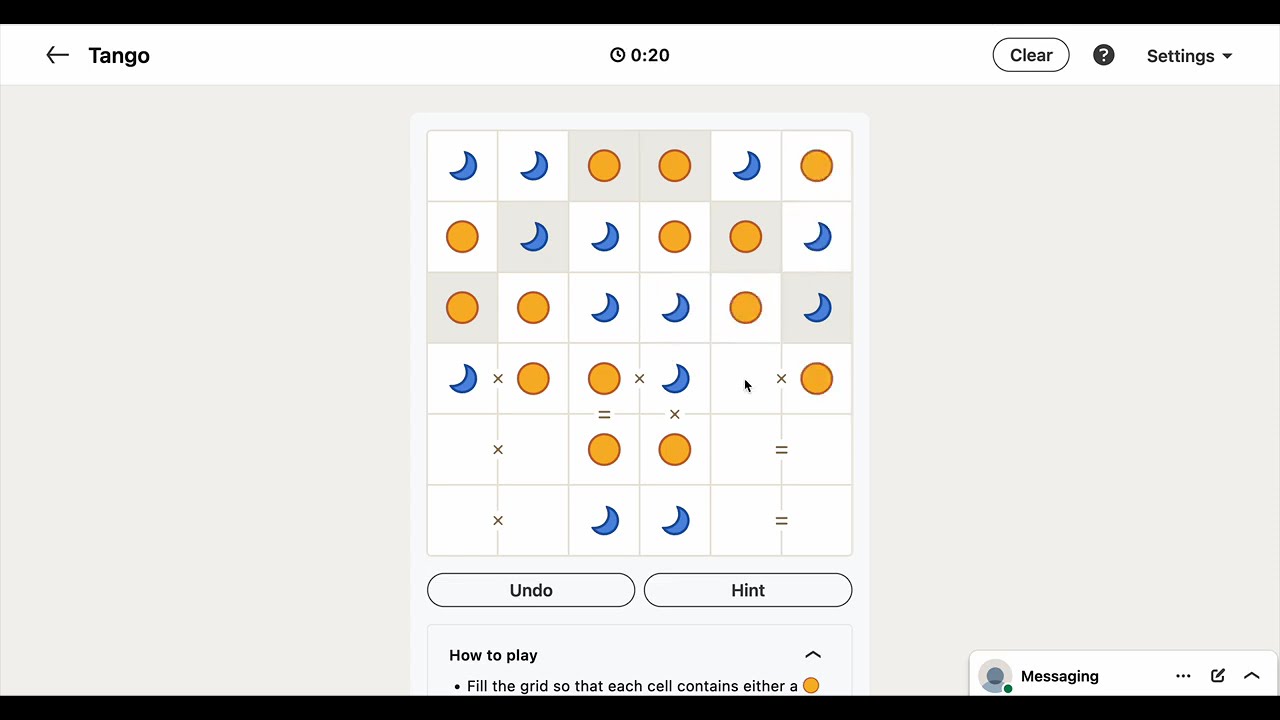 Tango
0:20
Clear
?
Settings
× × ×
= ×
× =
× =
Undo
Hint
How to play
• Fill the grid so that each cell contains either a
Messaging